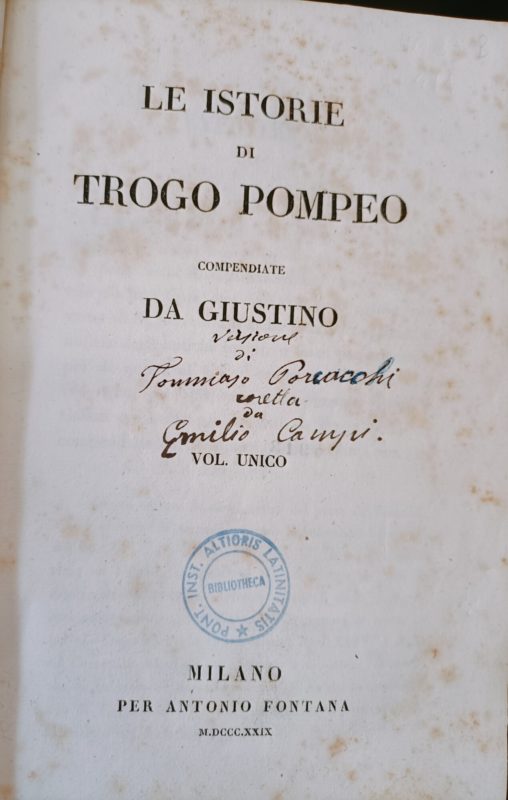 LE ISTORIE
DI
TROGO POMPEO
COMPENDIATE
DA GIUSTINO
versione
di
Tommaso Porcacchi
coretta
da
Emilio Campi.
VOL. UNICO
PONT. INST. ALTIORIS LATINITATIS
BIBLIOTHECA
MILANO
PER ANTONIO FONTANA
M.DCCC.XXIX